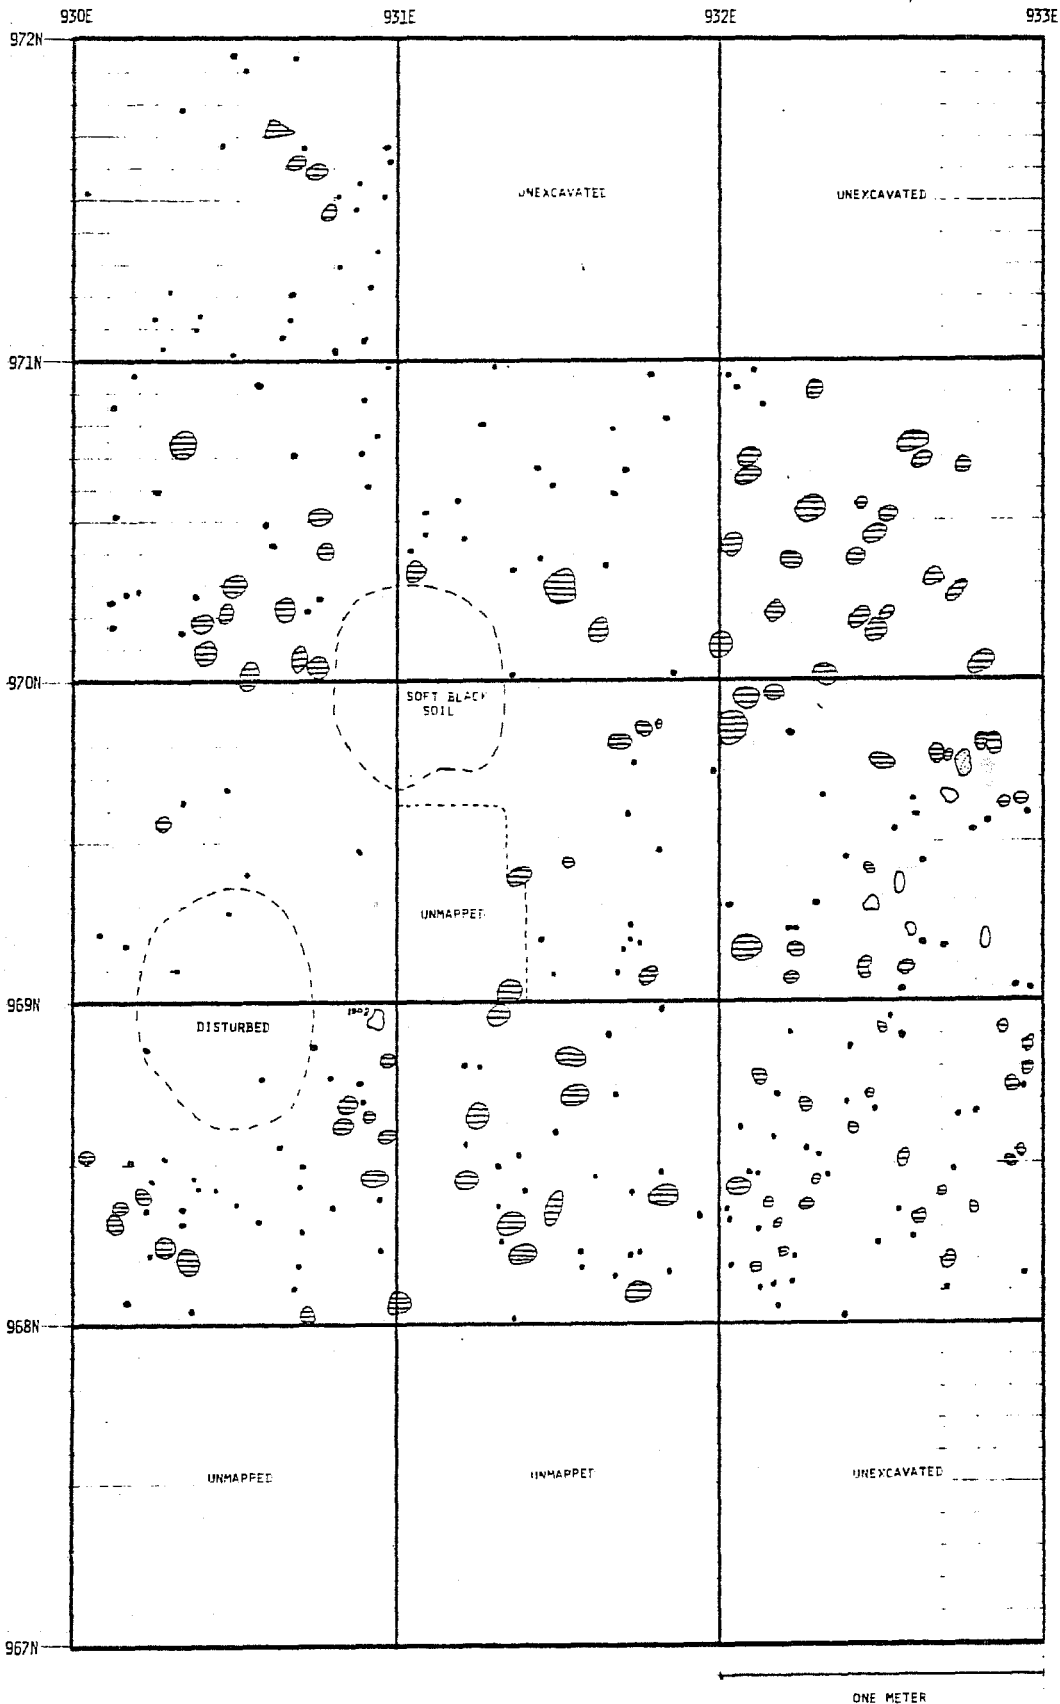 930E 931E 932E 933E
972N
UNEXCAVATED UNEXCAVATED
971N
970N
SOFT BLACK
SOIL
UNMAPPED
969N
DISTURBED
968N
UNMAPPED UNMAPPED UNEXCAVATED
967N
ONE METER